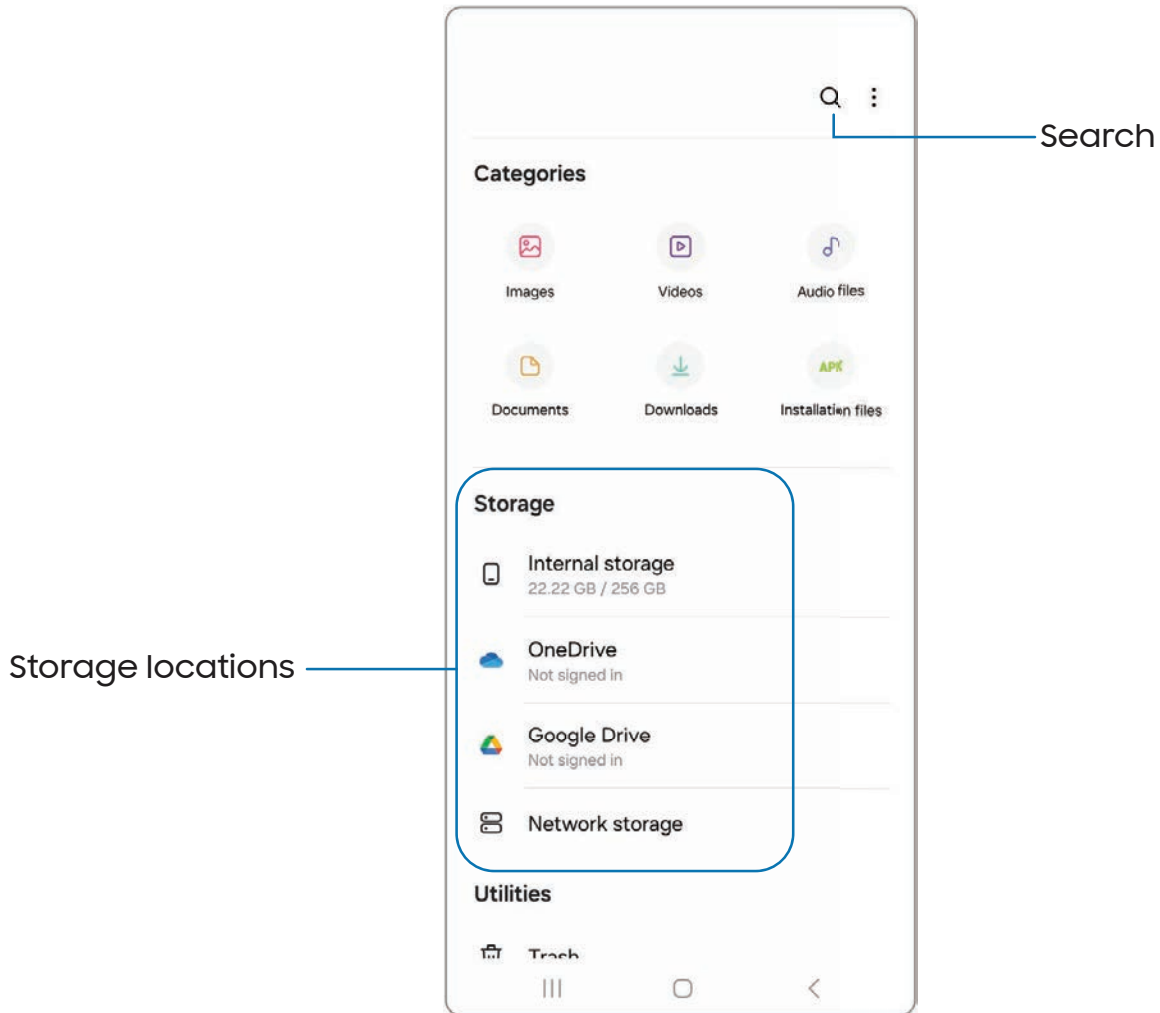 Search
Categories
Images Videos Audio files
APK
Documents Downloads Installation files
Storage
Internal storage
22.22 GB / 256 GB
OneDrive
Not signed in
Storage locations
Google Drive
Not signed in
Network storage
Utilities
Trash